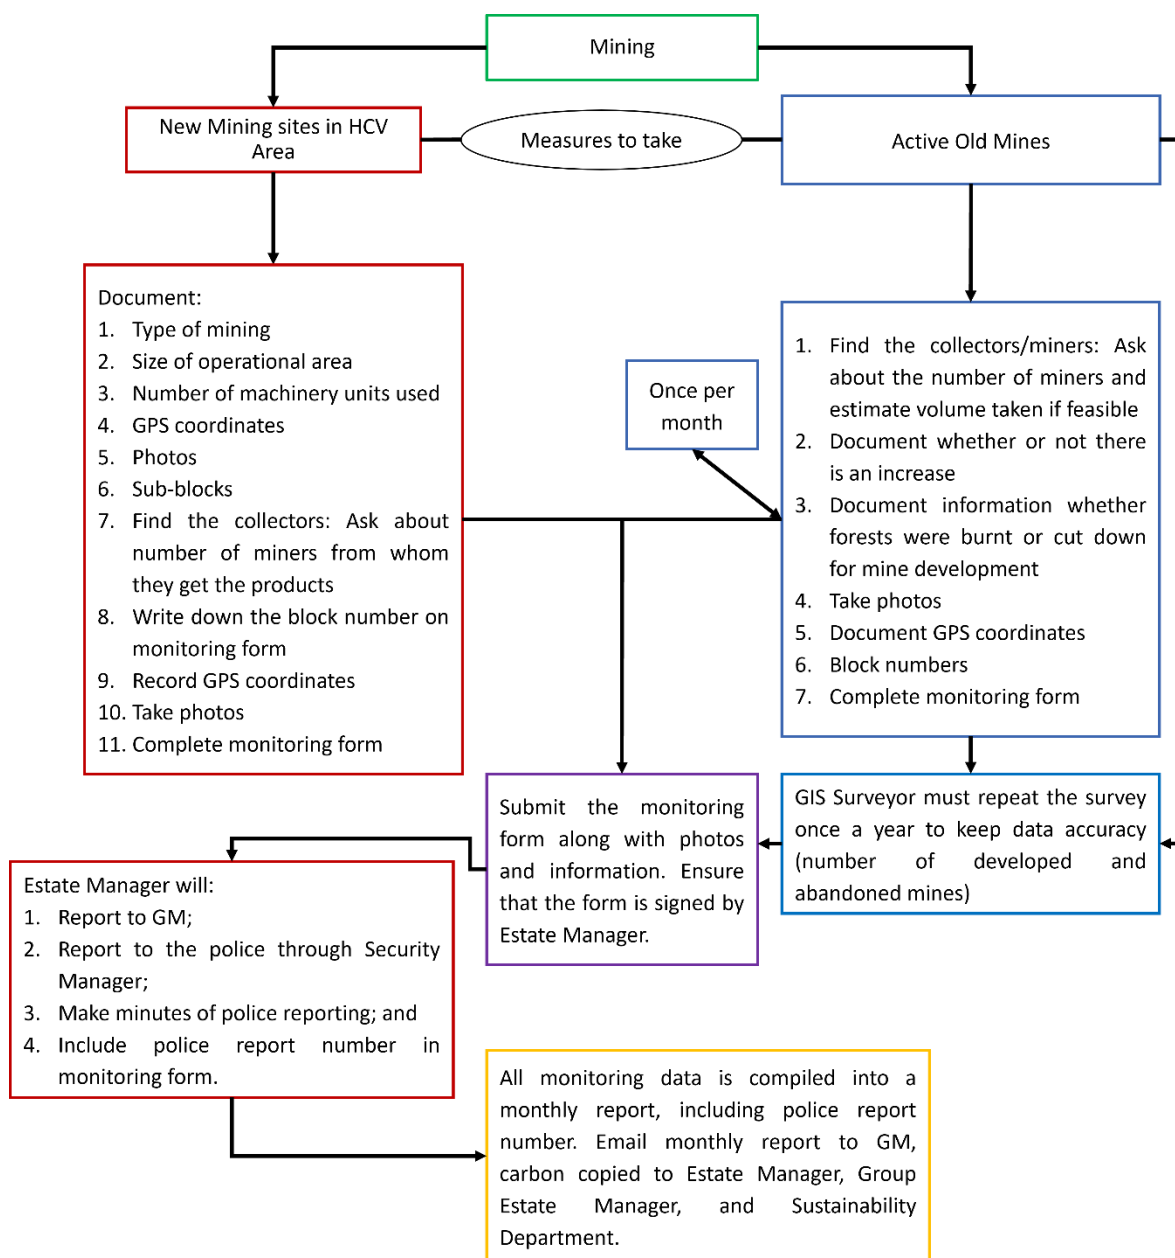 Mining
New Mining sites in HCV
Area
Measures to take
Active Old Mines
Document:
1. Type of mining
2. Size of operational area
3. Number of machinery units used
4. GPS coordinates
5. Photos
6. Sub-blocks
7. Find the collectors: Ask about
number of miners from whom
they get the products
8. Write down the block number on
monitoring form
9. Record GPS coordinates
10. Take photos
11. Complete monitoring form
Once per
month
1. Find the collectors/miners: Ask
about the number of miners and
estimate volume taken if feasible
2. Document whether or not there
is an increase
3. Document information whether
forests were burnt or cut down
for mine development
4. Take photos
5. Document GPS coordinates
6. Block numbers
7. Complete monitoring form
Submit the monitoring
form along with photos
and information. Ensure
that the form is signed by
Estate Manager.
GIS Surveyor must repeat the survey
once a year to keep data accuracy
(number of developed and
abandoned mines)
Estate Manager will:
1. Report to GM;
2. Report to the police through Security
Manager;
3. Make minutes of police reporting; and
4. Include police report number in
monitoring form.
All monitoring data is compiled into a
monthly report, including police report
number. Email monthly report to GM,
carbon copied to Estate Manager, Group
Estate Manager, and Sustainability
Department.